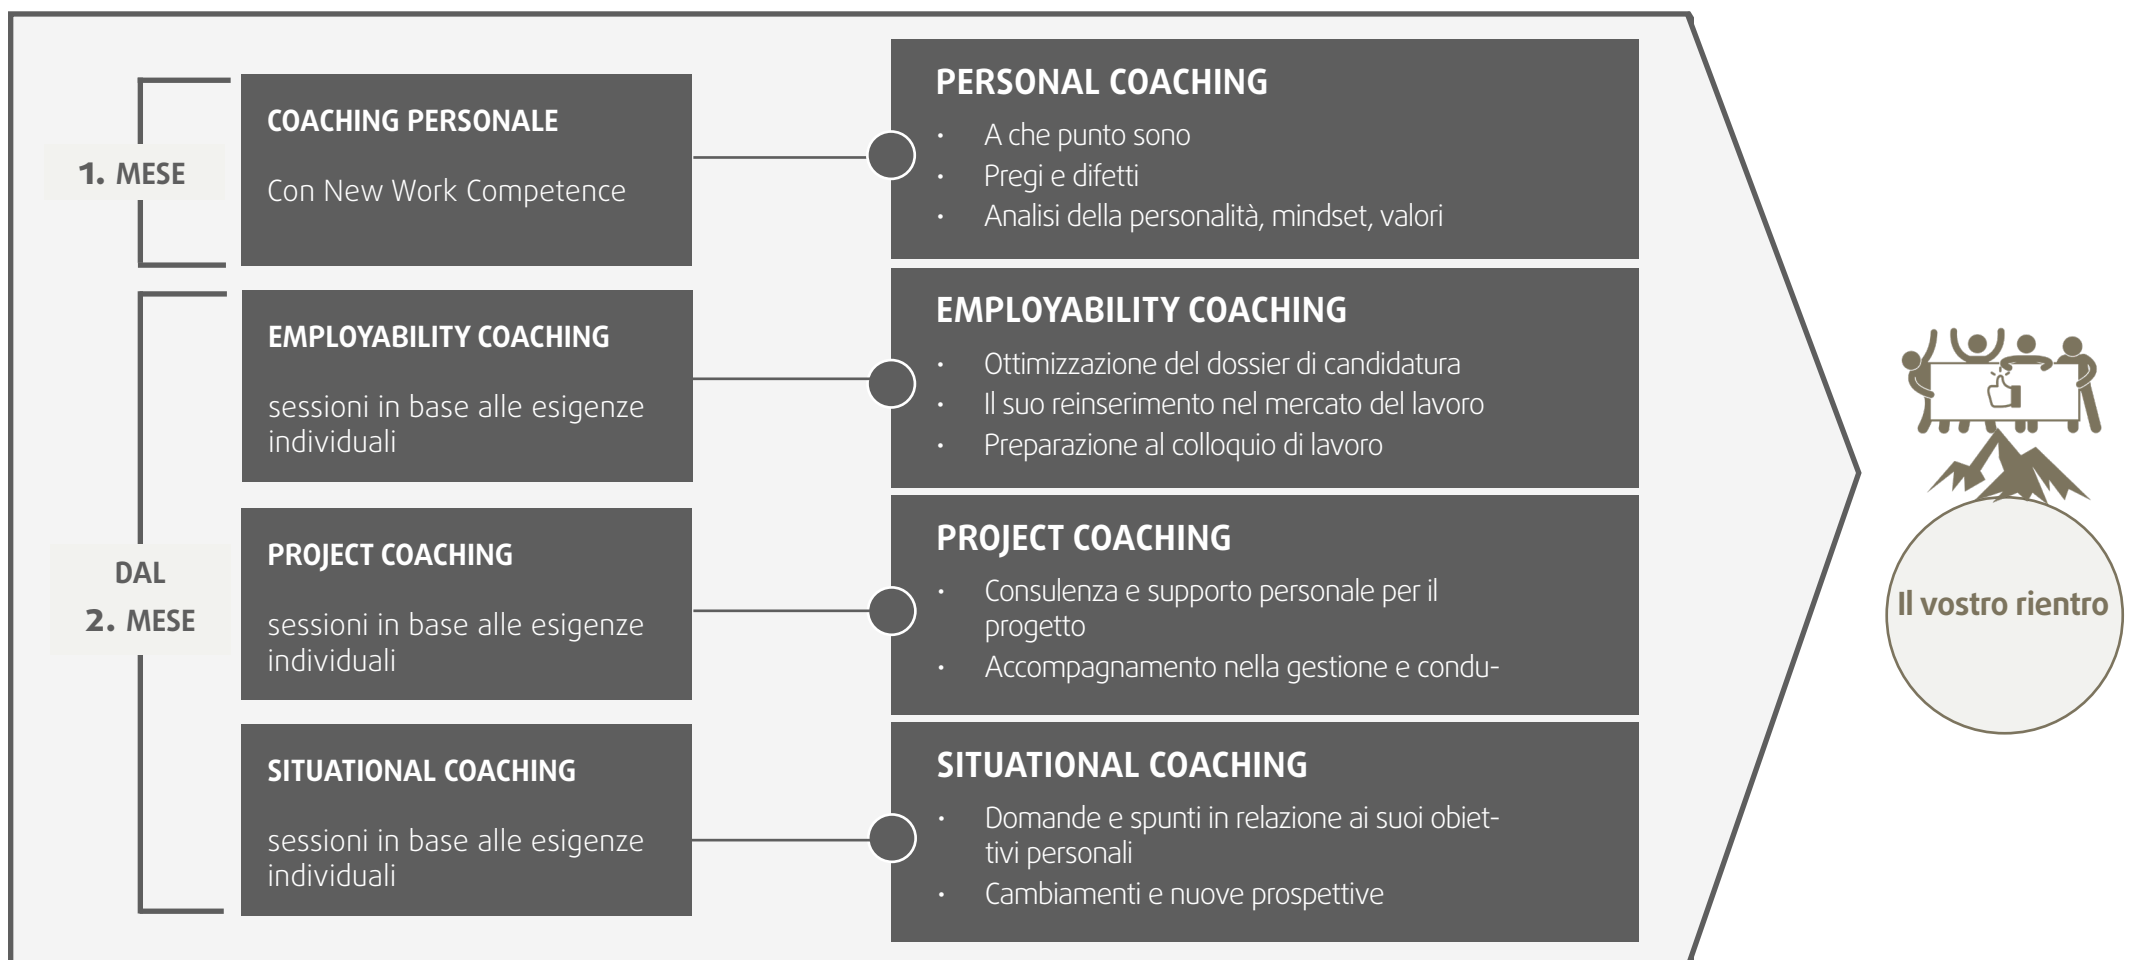 1. MESE
COACHING PERSONALE
Con New Work Competence
PERSONAL COACHING
• A che punto sono
• Pregi e difetti
• Analisi della personalità, mindset, valori
DAL
2. MESE
EMPLOYABILITY COACHING
sessioni in base alle esigenze
individuali
EMPLOYABILITY COACHING
• Ottimizzazione del dossier di candidatura
• Il suo reinserimento nel mercato del lavoro
• Preparazione al colloquio di lavoro
PROJECT COACHING
sessioni in base alle esigenze
individuali
PROJECT COACHING
• Consulenza e supporto personale per il
progetto
• Accompagnamento nella gestione e condu-
SITUATIONAL COACHING
sessioni in base alle esigenze
individuali
SITUATIONAL COACHING
• Domande e spunti in relazione ai suoi obiet-
tivi personali
• Cambiamenti e nuove prospettive
Il vostro rientro